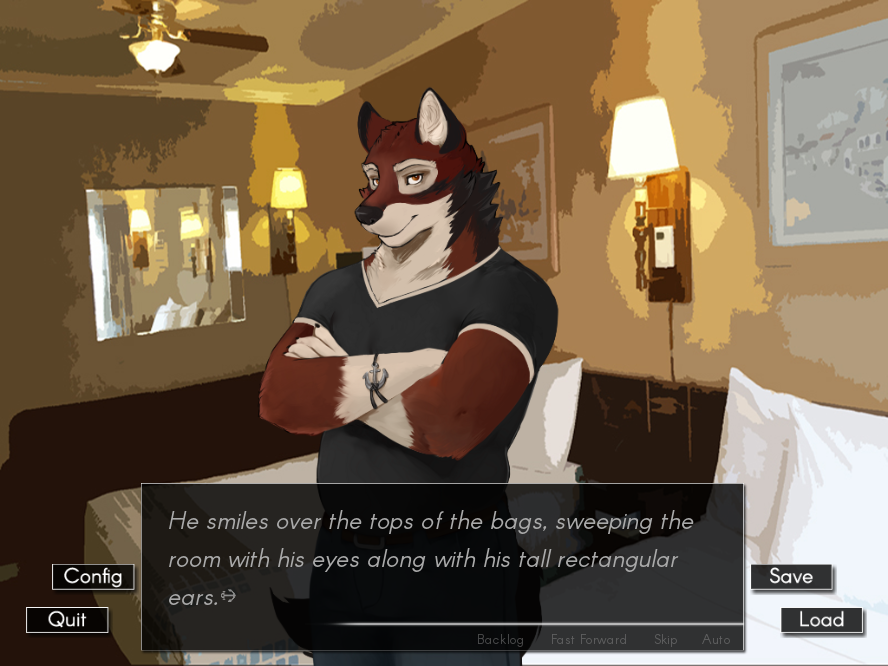 He smiles over the tops of the bags, sweeping the
room with his eyes along with his tall rectangular
ears.
Config
Save
Quit
Load
Backlog Fast Forward Skip Auto